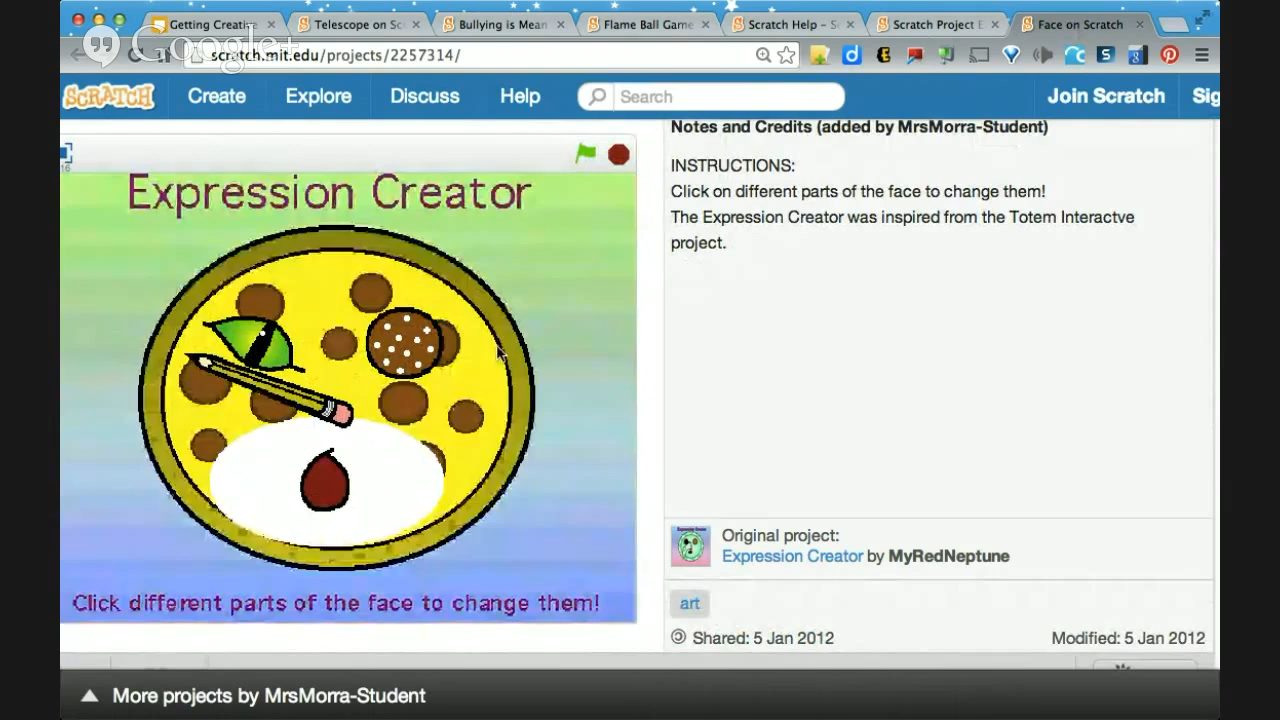 Getting Creativ
Telescope on Sc
Bullying is Mean
Flame Ball Game
Scratch Help – S
Scratch Project E
Face on Scratch
Google+
scratch.mit.edu/projects/2257314/
SCRATCH
Create
Explore
Discuss
Help
Search
Join Scratch
Sig
Notes and Credits (added by MrsMorra-Student)
INSTRUCTIONS:
Click on different parts of the face to change them!
The Expression Creator was inspired from the Totem Interactve
project.
Expression Creator
Click different parts of the face to change them!
Original project:
Expression Creator by MyRedNeptune
art
Shared: 5 Jan 2012
Modified: 5 Jan 2012
More projects by MrsMorra-Student